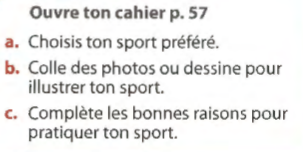 Ouvre ton cahier p. 57
a. Choisis ton sport préféré.
b. Colle des photos ou dessine pour
illustrer ton sport.
c. Complète les bonnes raisons pour
pratiquer ton sport.